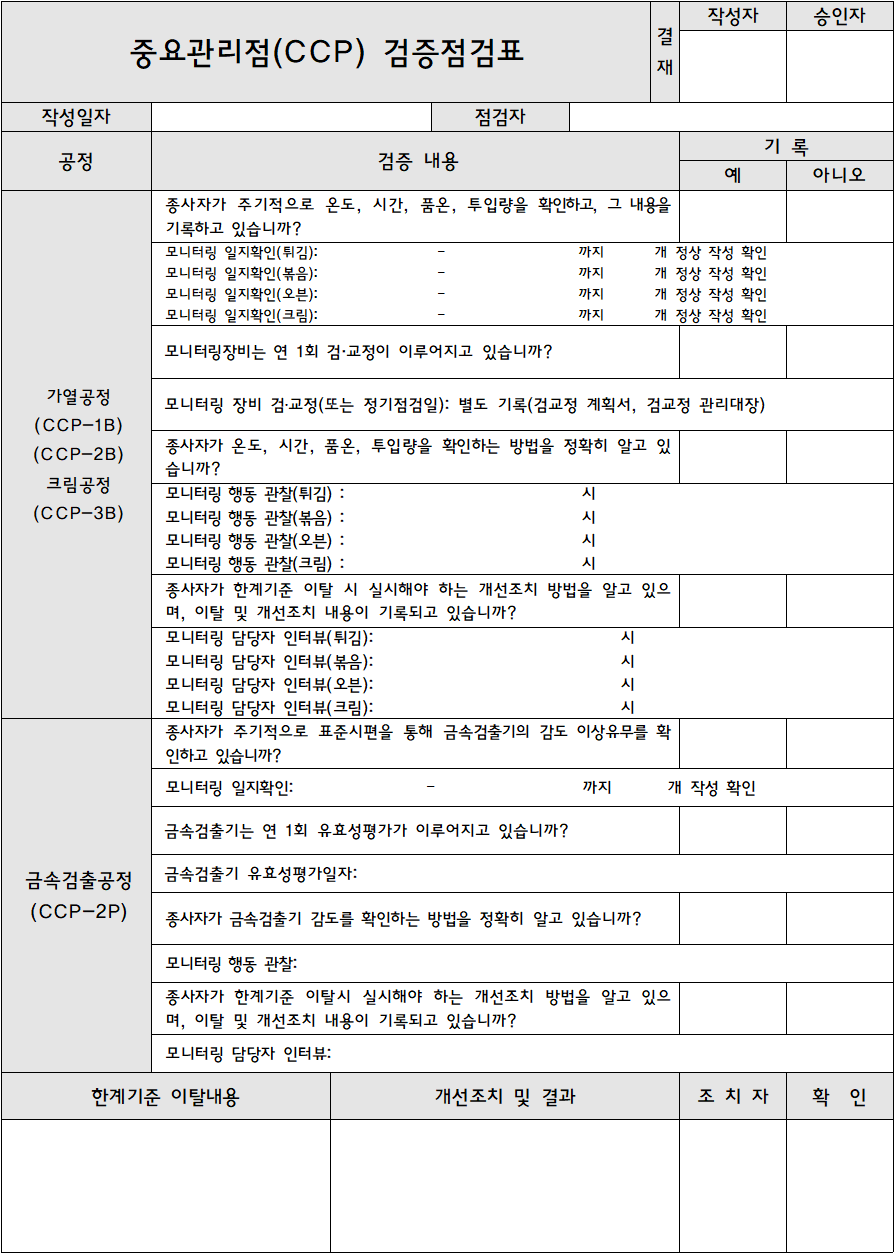 중요관리점(CCP) 검증점검표
결
재
작성자 승인자
작성일자 점검자
공정 검증 내용 기 록
예 아니오
가열공정
(CCP-1B)
(CCP-2B)
크림공정
(CCP-3B)
종사자가 주기적으로 온도, 시간, 품온, 투입량을 확인하고, 그 내용을
기록하고 있습니까?
모니터링 일지확인(튀김): - 까지 개 정상 작성 확인
모니터링 일지확인(볶음): - 까지 개 정상 작성 확인
모니터링 일지확인(오븐): - 까지 개 정상 작성 확인
모니터링 일지확인(크림): - 까지 개 정상 작성 확인
모니터링장비는 연 1회 검·교정이 이루어지고 있습니까?
모니터링 장비 검·교정(또는 정기점검일): 별도 기록(검교정 계획서, 검교정 관리대장)
종사자가 온도, 시간, 품온, 투입량을 확인하는 방법을 정확히 알고 있
습니까?
모니터링 행동 관찰(튀김) : 시
모니터링 행동 관찰(볶음) : 시
모니터링 행동 관찰(오븐) : 시
모니터링 행동 관찰(크림) : 시
종사자가 한계기준 이탈 시 실시해야 하는 개선조치 방법을 알고 있으
며, 이탈 및 개선조치 내용이 기록되고 있습니까?
모니터링 담당자 인터뷰(튀김): 시
모니터링 담당자 인터뷰(볶음): 시
모니터링 담당자 인터뷰(오븐): 시
모니터링 담당자 인터뷰(크림): 시
금속검출공정
(CCP-2P)
종사자가 주기적으로 표준시편을 통해 금속검출기의 감도 이상유무를 확
인하고 있습니까?
모니터링 일지확인: - 까지 개 작성 확인
금속검출기는 연 1회 유효성평가가 이루어지고 있습니까?
금속검출기 유효성평가일자:
종사자가 금속검출기 감도를 확인하는 방법을 정확히 알고 있습니까?
모니터링 행동 관찰:
종사자가 한계기준 이탈시 실시해야 하는 개선조치 방법을 알고 있으
며, 이탈 및 개선조치 내용이 기록되고 있습니까?
모니터링 담당자 인터뷰:
한계기준 이탈내용 개선조치 및 결과 조 치 자 확 인